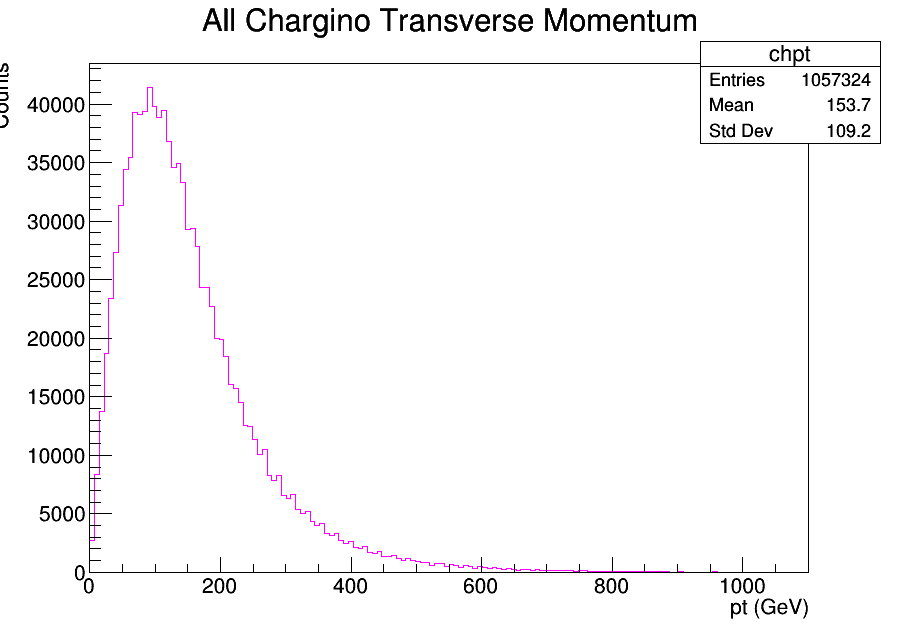 All Chargino Transverse Momentum
chpt
Entries 1057324
Mean 153.7
Std Dev 109.2
Counts
40000
35000
30000
25000
20000
15000
10000
5000
0
0 200 400 600 800 1000
pt (GeV)